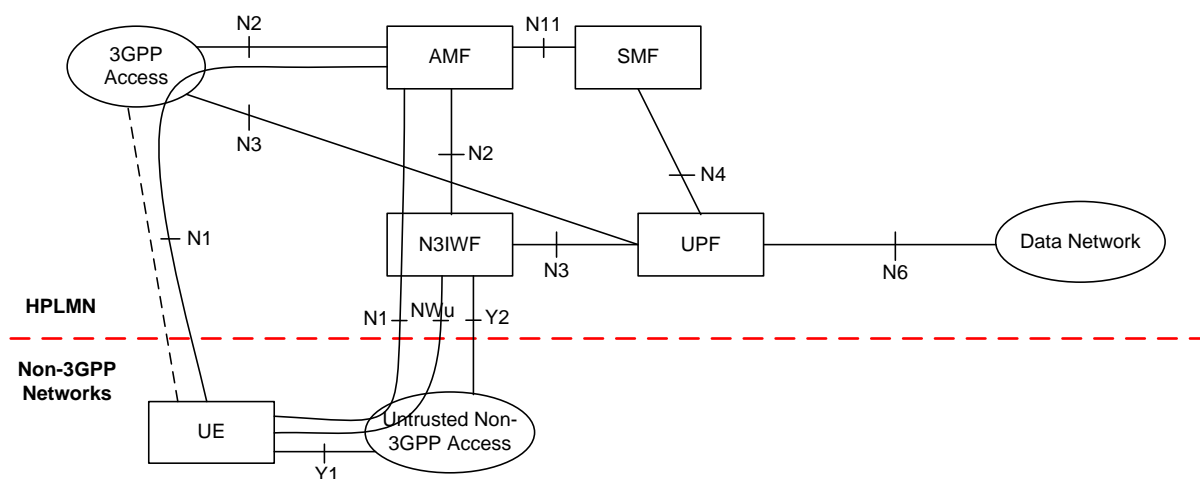 N2
N11
3GPP
Access
AMF
SMF
N3
N2
N4
N1
N3IWF
UPF
Data Network
N3
N6
HPLMN
N1
NWu
Y2
Non-3GPP
Networks
UE
Untrusted Non-
3GPP Access
Y1